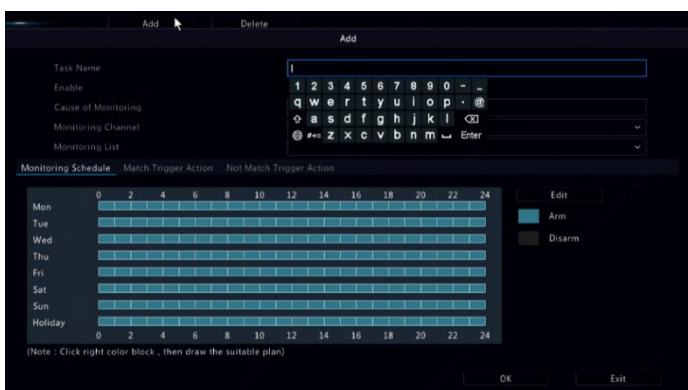 Add Delete
Add
Task Name
Enable
Cause of Monitoring
Monitoring Channel
Monitoring List
1 2 3 4 5 6 7 8 9 0 - _
q w e r t y u i o p . @
a s d f g h j k l
#+= z x c v b n m Enter
Monitoring Schedule Match Trigger Action Not Match Trigger Action
0 2 4 6 8 10 12 14 16 18 20 22 24
Mon
Tue
Wed
Thu
Fri
Sat
Sun
Holiday
0 2 4 6 8 10 12 14 16 18 20 22 24
Edit
Arm
Disarm
(Note : Click right color block , then draw the suitable plan)
OK Exit